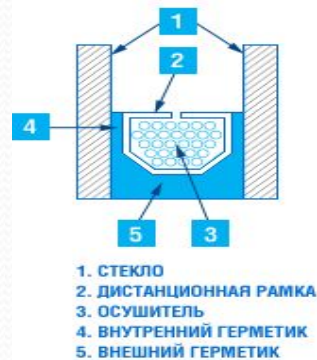 1
2
4
5
3
1. СТЕКЛО
2. ДИСТАНЦИОННАЯ РАМКА
3. ОСУШИТЕЛЬ
4. ВНУТРЕННИЙ ГЕРМЕТИК
5. ВНЕШНИЙ ГЕРМЕТИК